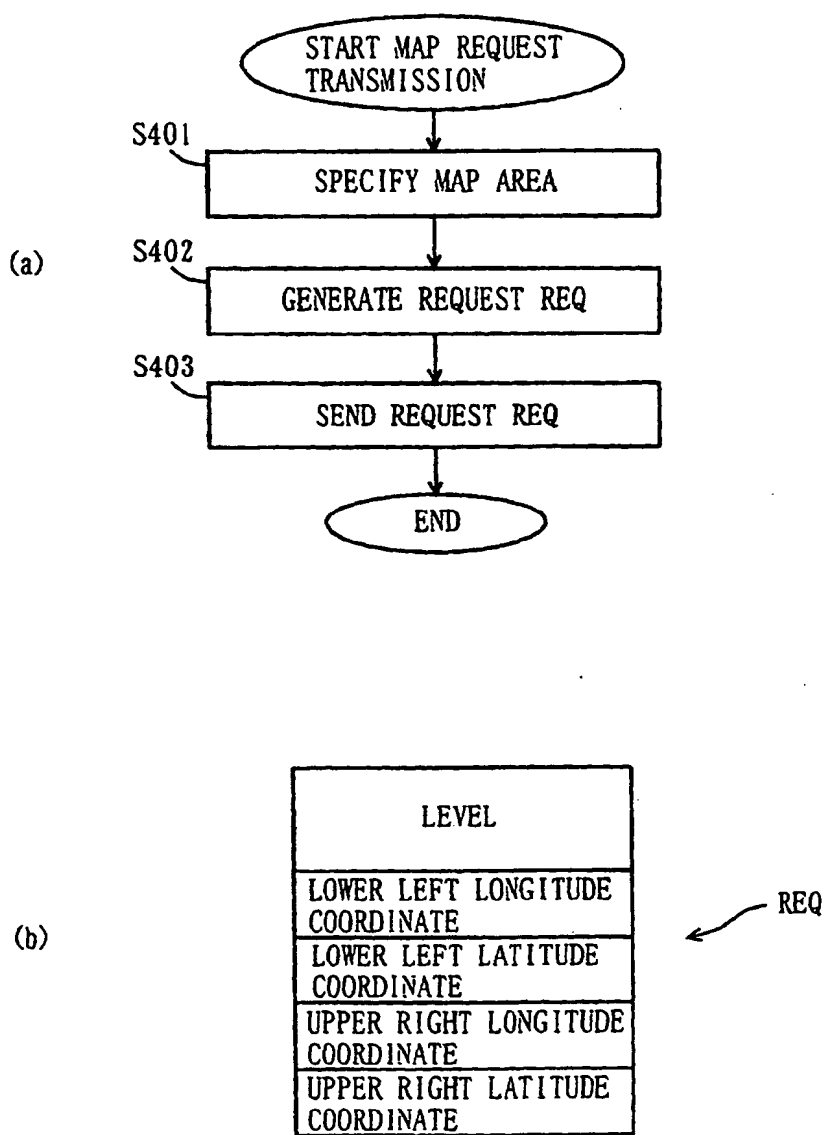 START MAP REQUEST
TRANSMISSION
S401
SPECIFY MAP AREA
(a)
S402
GENERATE REQUEST REQ
S403
SEND REQUEST REQ
END
LEVEL
LOWER LEFT LONGITUDE
COORDINATE
REQ
(b)
LOWER LEFT LATITUDE
COORDINATE
UPPER RIGHT LONGITUDE
COORDINATE
UPPER RIGHT LATITUDE
COORDINATE